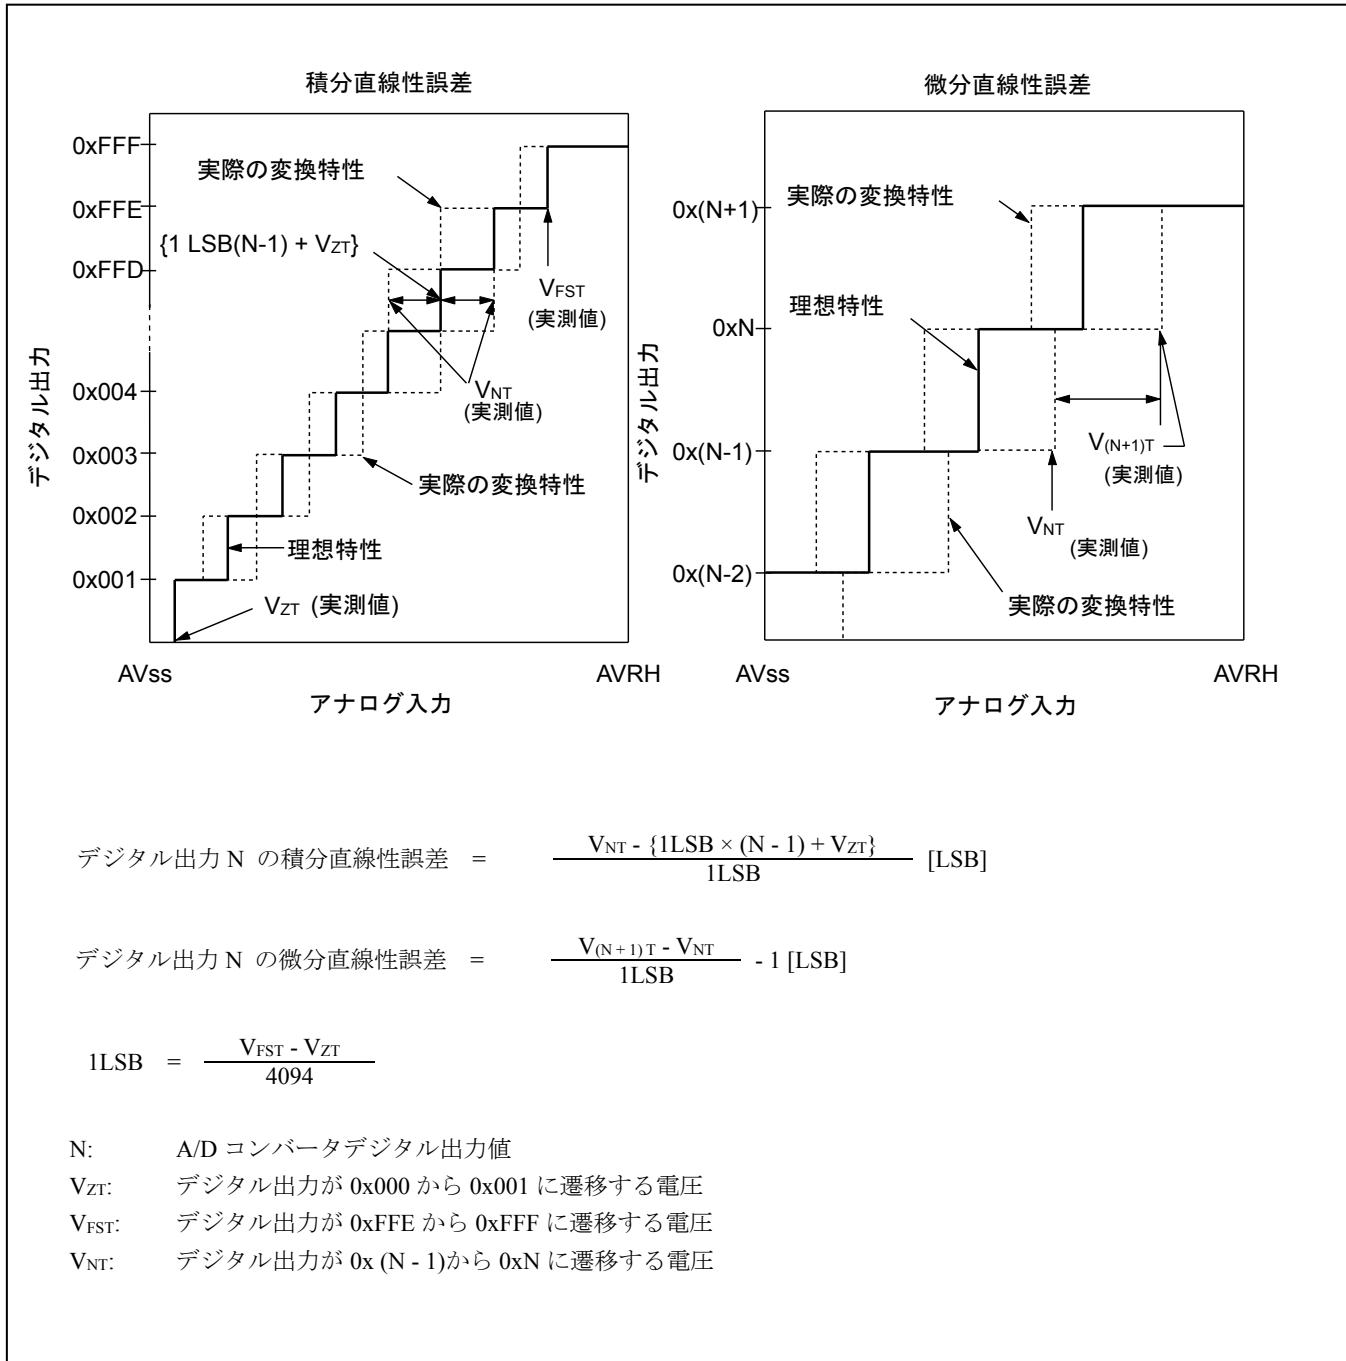 積分直線性誤差
0xFFF
0xFFE
0xFFD
0x004
0x003
0x002
0x001
デジタル出力
実際の変換特性
{1 LSB(N-1) + VZT}
VFST
(実測値)
VNT
(実測値)
実際の変換特性
理想特性
VZT (実測値)
AVss
AVRH
アナログ入力
微分直線性誤差
0x(N+1)
0xN
0x(N-1)
0x(N-2)
デジタル出力
実際の変換特性
理想特性
V(N+1)T
(実測値)
VNT
(実測値)
実際の変換特性
AVss
AVRH
アナログ入力
デジタル出力 N の積分直線性誤差 = VNT - {1LSB × (N - 1) + VZT}
1LSB
[LSB]
デジタル出力 N の微分直線性誤差 = V(N + 1) T - VNT
1LSB
- 1 [LSB]
1LSB = VFST - VZT
4094
N: A/D コンバータデジタル出力値
VZT: デジタル出力が 0x000 から 0x001 に遷移する電圧
VFST: デジタル出力が 0xFFE から 0xFFF に遷移する電圧
VNT: デジタル出力が 0x (N - 1)から 0xN に遷移する電圧